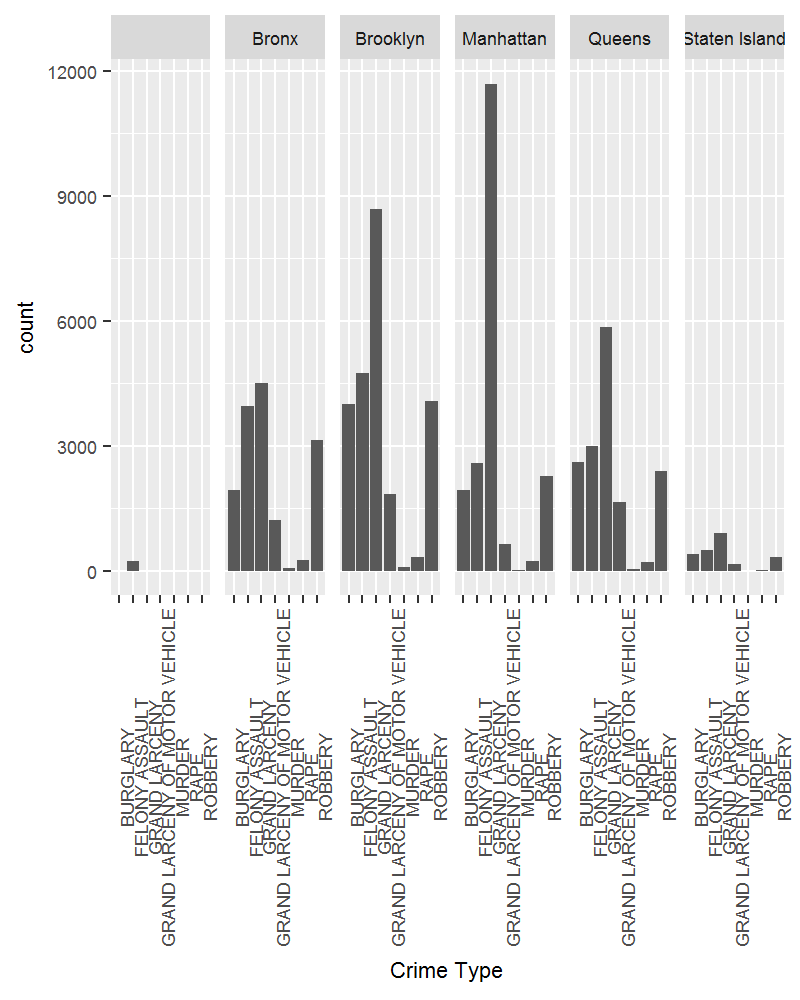 Bronx
Brooklyn
Manhattan
Queens
Staten Island
12000
9000
6000
3000
0
count
BURGLARY
FELONY ASSAULT
GRAND LARCENY
GRAND LARCENY OF MOTOR VEHICLE
MURDER
RAPE
ROBBERY
BURGLARY
FELONY ASSAULT
GRAND LARCENY
GRAND LARCENY OF MOTOR VEHICLE
MURDER
RAPE
ROBBERY
BURGLARY
FELONY ASSAULT
GRAND LARCENY
GRAND LARCENY OF MOTOR VEHICLE
MURDER
RAPE
ROBBERY
BURGLARY
FELONY ASSAULT
GRAND LARCENY
GRAND LARCENY OF MOTOR VEHICLE
MURDER
RAPE
ROBBERY
BURGLARY
FELONY ASSAULT
GRAND LARCENY
GRAND LARCENY OF MOTOR VEHICLE
MURDER
RAPE
ROBBERY
BURGLARY
FELONY ASSAULT
GRAND LARCENY
GRAND LARCENY OF MOTOR VEHICLE
MURDER
RAPE
ROBBERY
Crime Type